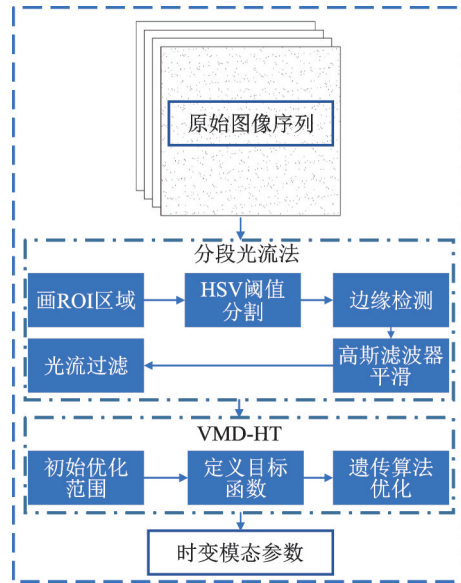 原始图像序列
分段光流法
画ROI区域
HSV阈值
分割
边缘检测
高斯滤波器
平滑
光流过滤
VMD-HT
初始优化
范围
定义目标
函数
遗传算法
优化
时变模态参数